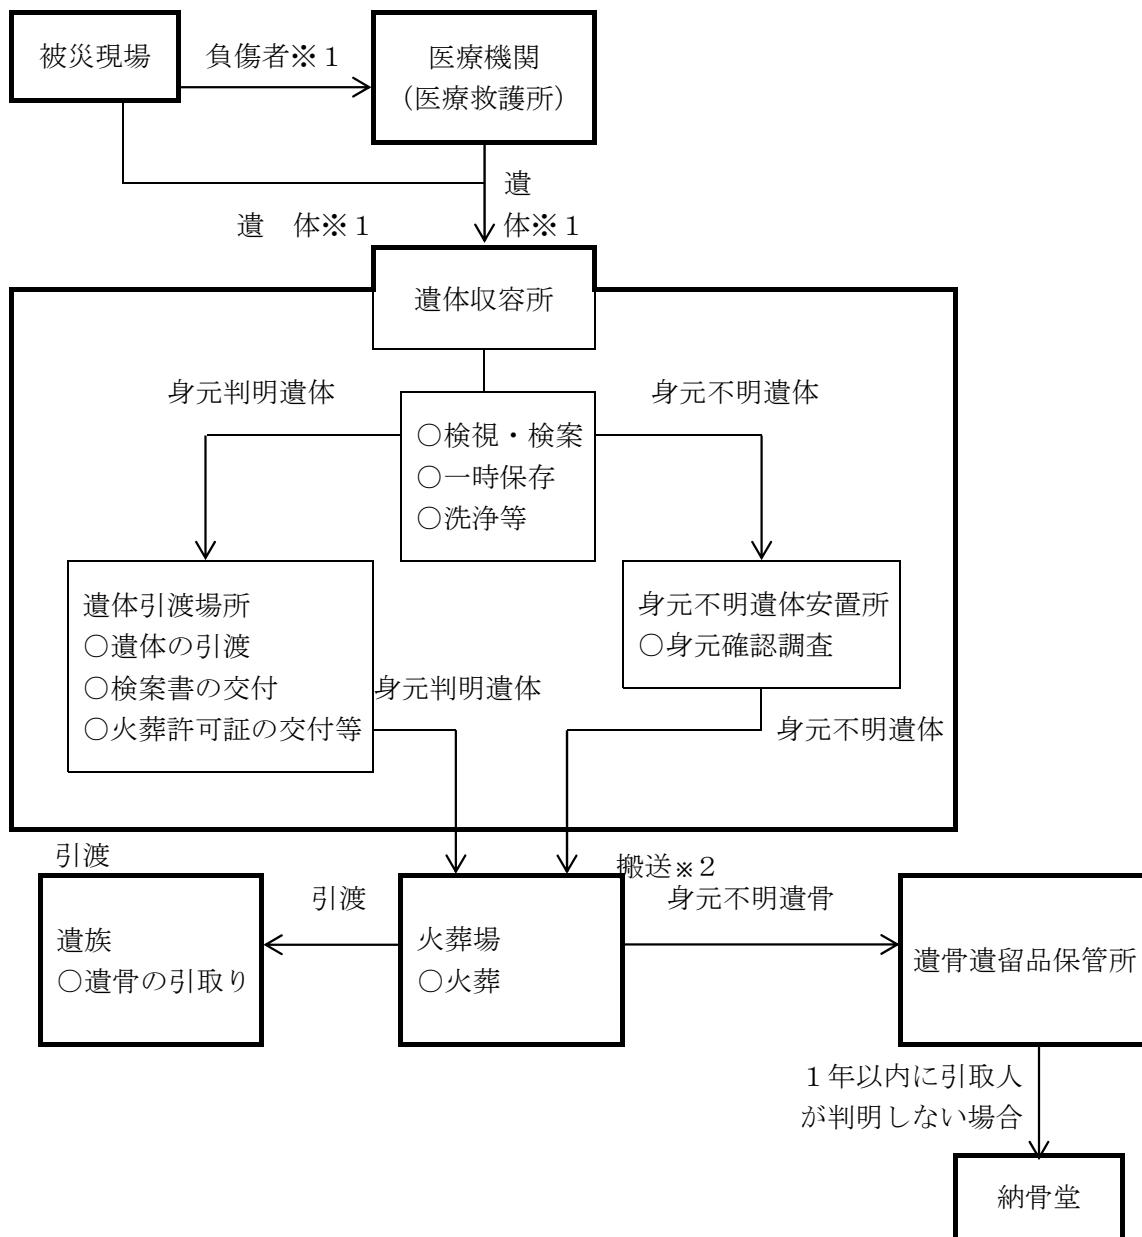 被災現場
負傷者※１
医療機関
（医療救護所）
遺
遺　体※１
体※１
遺体収容所
身元判明遺体
身元不明遺体
○検視・検案
○一時保存
○洗浄等
遺体引渡場所
○遺体の引渡
○検案書の交付
○火葬許可証の交付等
身元不明遺体安置所
○身元確認調査
身元判明遺体
身元不明遺体
引渡
搬送※２
引渡
身元不明遺骨
遺族
○遺骨の引取り
火葬場
○火葬
遺骨遺留品保管所
１年以内に引取人
が判明しない場合
納骨堂